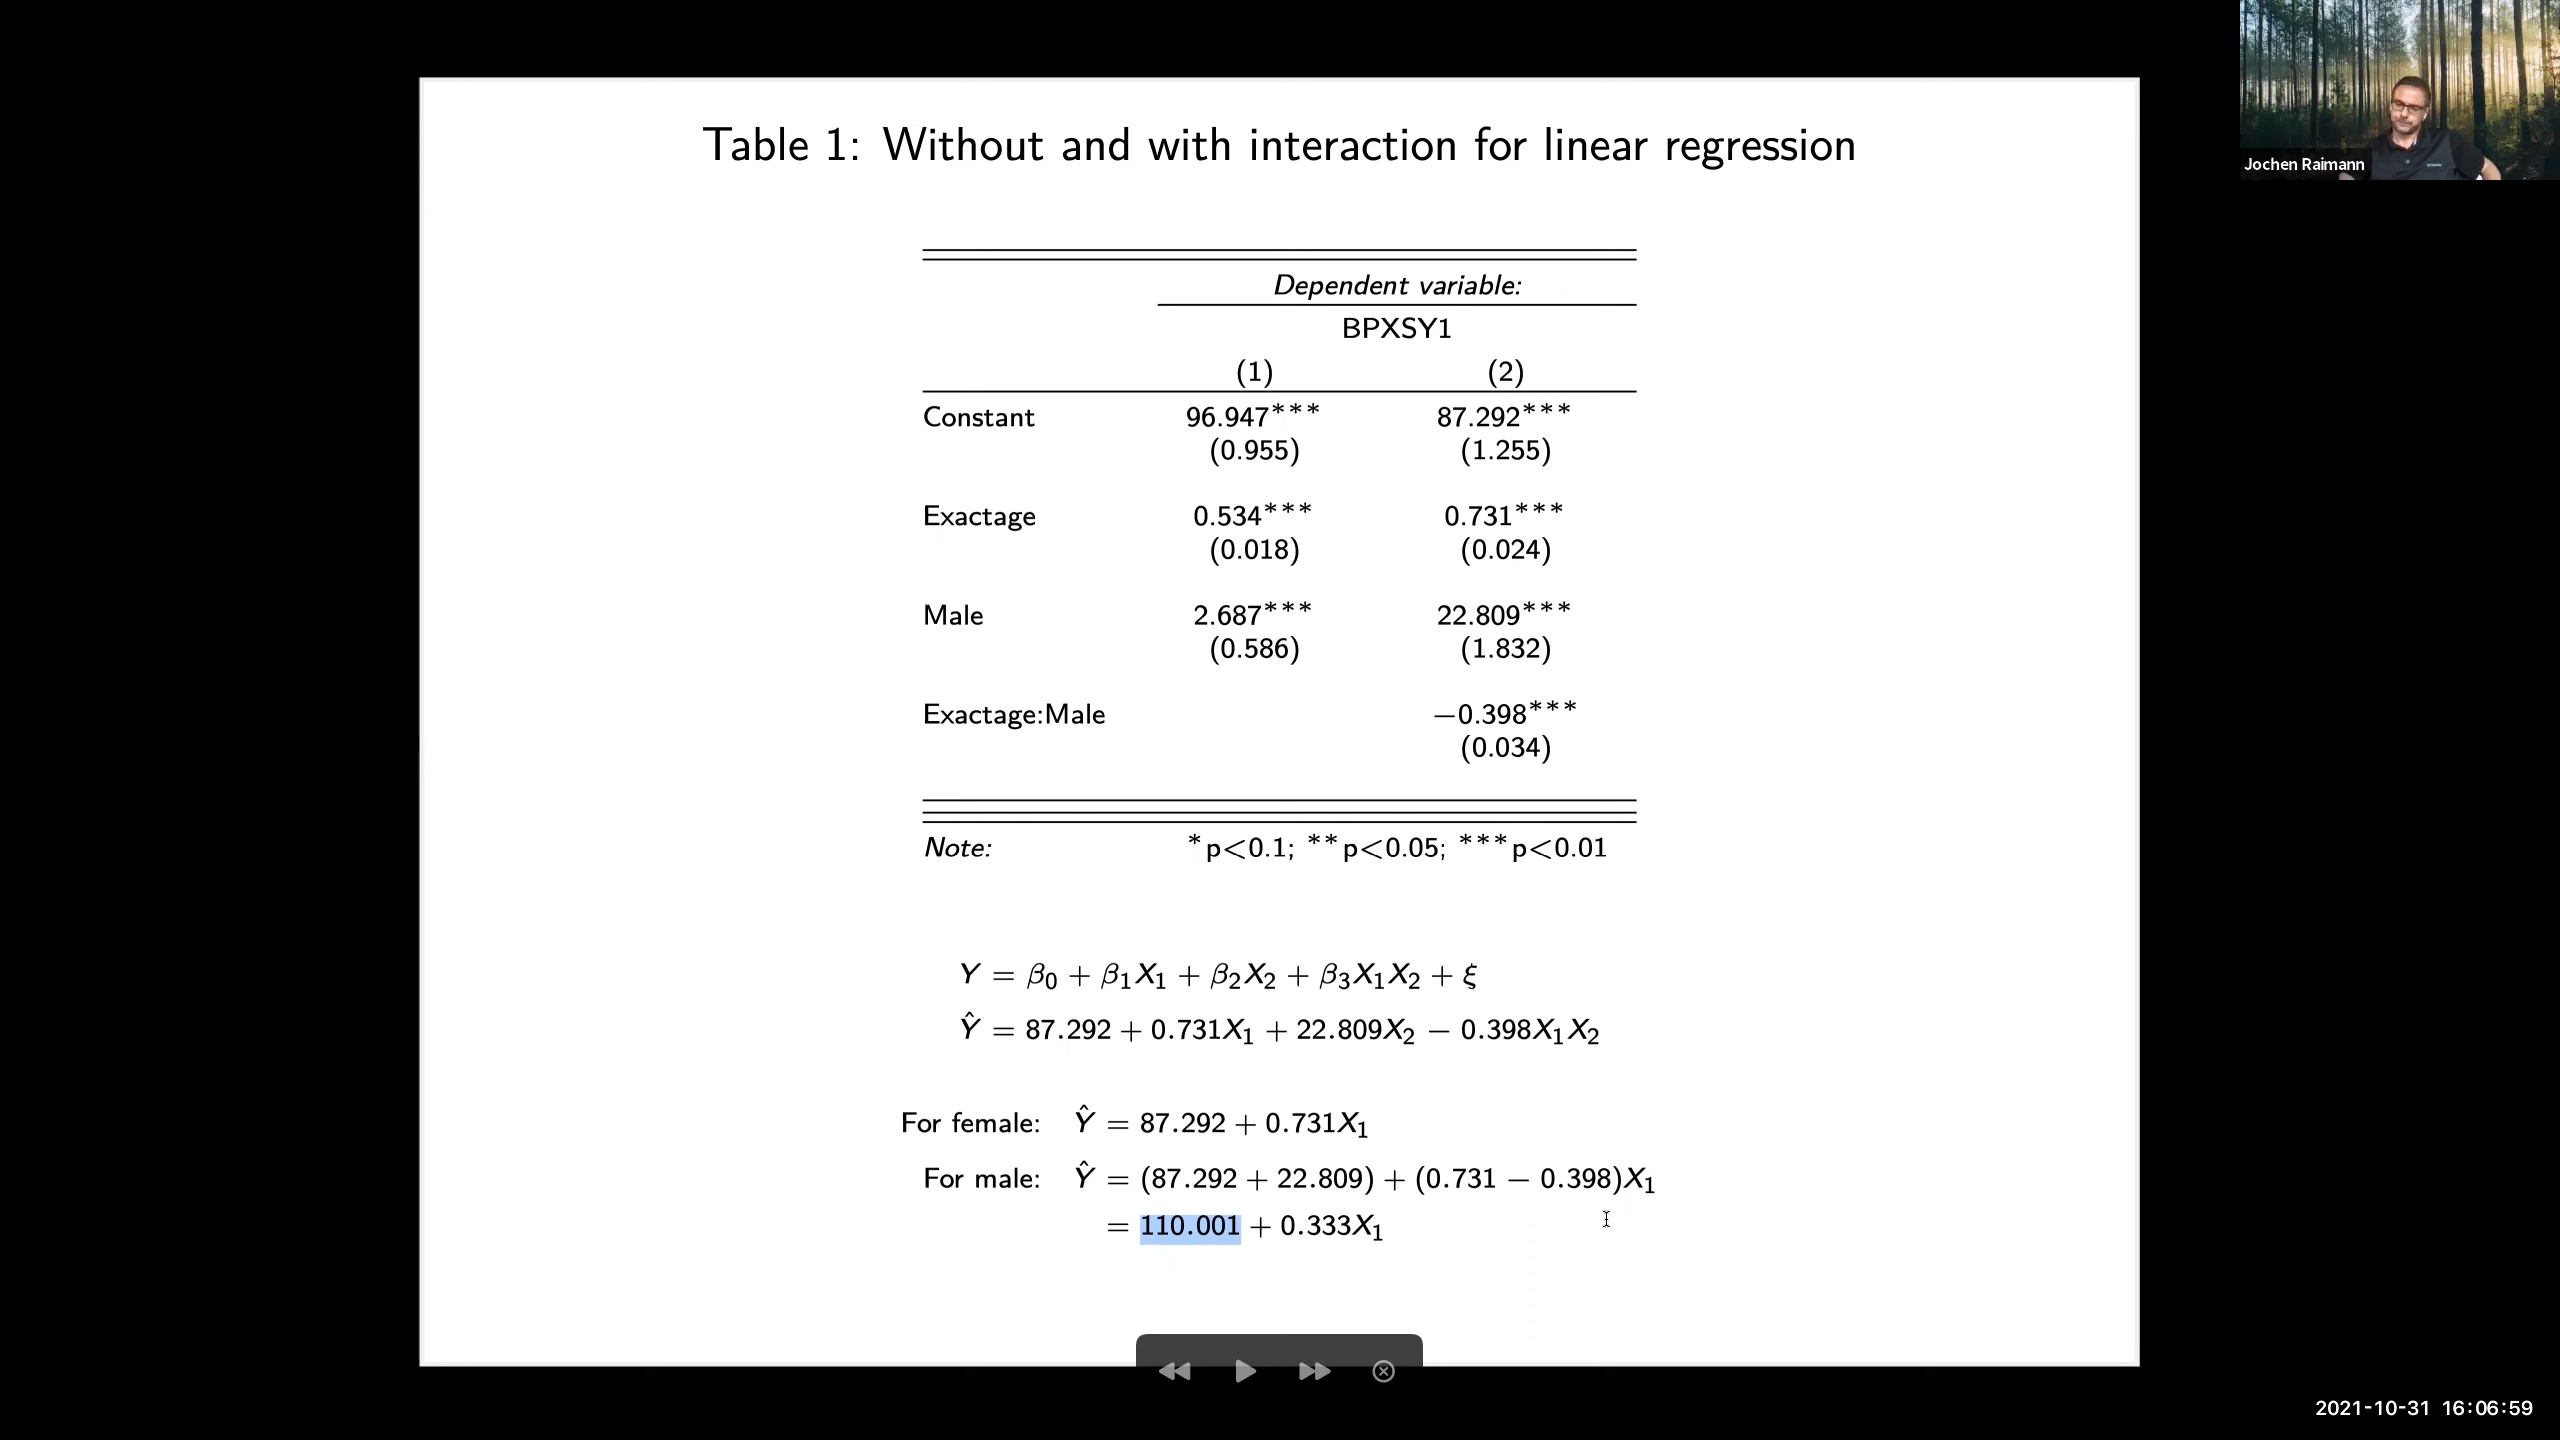 Table 1: Without and with interaction for linear regression
Dependent variable:
BPXSY1
(1) (2)
Constant 96.947*** 87.292***
(0.955) (1.255)
Exactage 0.534*** 0.731***
(0.018) (0.024)
Male 2.687*** 22.809***
(0.586) (1.832)
Exactage:Male −0.398***
(0.034)
Note: *p<0.1; **p<0.05; ***p<0.01
Y = β₀ + β₁X₁ + β₂X₂ + β₃X₁X₂ + ξ
Ŷ = 87.292 + 0.731X₁ + 22.809X₂ − 0.398X₁X₂
For female: Ŷ = 87.292 + 0.731X₁
For male: Ŷ = (87.292 + 22.809) + (0.731 − 0.398)X₁
= 110.001 + 0.333X₁
Jochen Raimann
2021-10-31 16:06:59